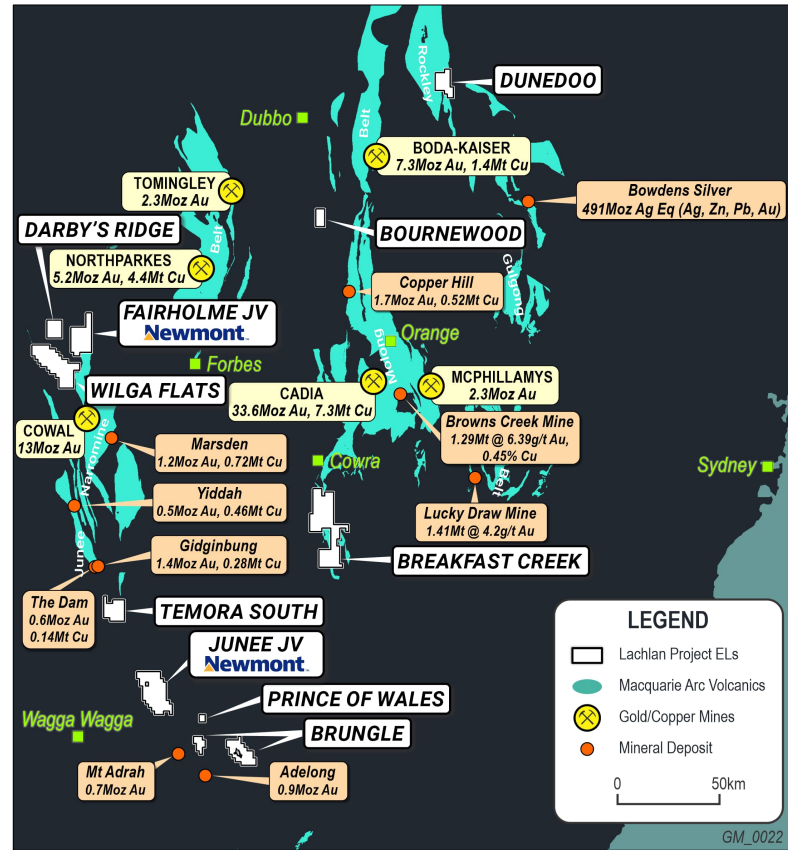 Rockley
DUNEDOO
Dubbo
Belt
BODA-KAISER
7.3Moz Au, 1.4Mt Cu
TOMINGLEY
2.3Moz Au
Bowdens Silver
491Moz Ag Eq (Ag, Zn, Pb, Au)
DARBY'S RIDGE
Belt
BOURNEWOOD
NORTHPARKES
5.2Moz Au, 4.4Mt Cu
Gulgong
Copper Hill
1.7Moz Au, 0.52Mt Cu
FAIRHOLME JV
Newmont™
Orange
Molong
Forbes
WILGA FLATS
CADIA
33.6Moz Au, 7.3Mt Cu
MCPHILLAMYS
2.3Moz Au
COWAL
13Moz Au
Browns Creek Mine
1.29Mt @ 6.39g/t Au,
0.45% Cu
Narromine
Marsden
1.2Moz Au, 0.72Mt Cu
Cowra
Sydney
Belt
Yiddah
0.5Moz Au, 0.46Mt Cu
Lucky Draw Mine
1.41Mt @ 4.2g/t Au
Junee
Gidginbung
1.4Moz Au, 0.28Mt Cu
BREAKFAST CREEK
The Dam
0.6Moz Au
0.14Mt Cu
TEMORA SOUTH
JUNEE JV
Newmont™
PRINCE OF WALES
Wagga Wagga
BRUNGLE
Mt Adrah
0.7Moz Au
Adelong
0.9Moz Au
LEGEND
Lachlan Project ELs
Macquarie Arc Volcanics
Gold/Copper Mines
Mineral Deposit
0 50km
GM_0022